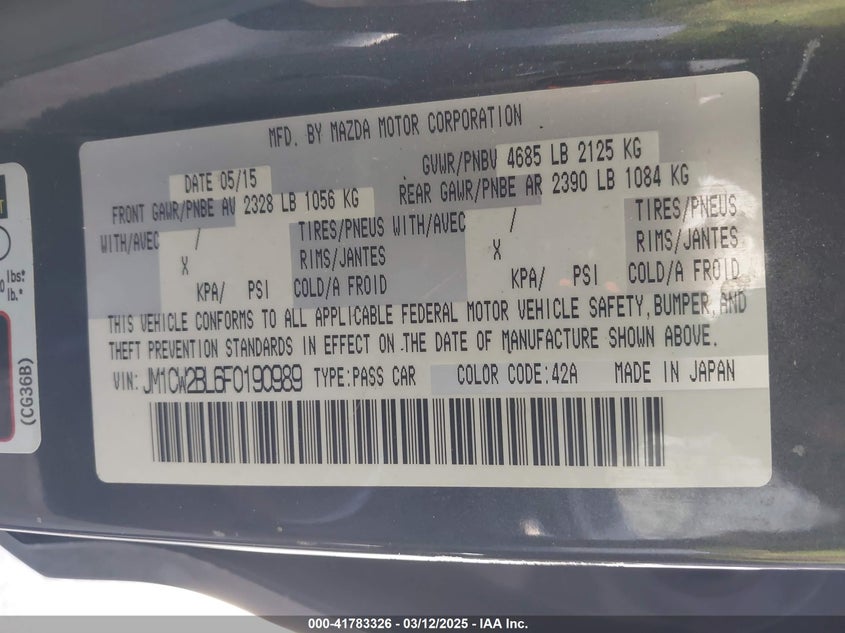 MFD. BY MAZDA MOTOR CORPORATION
DATE 05/15
GVWR/PNBV 4685 LB 2125 KG
FRONT GAWR/PNBE AV 2328 LB 1056 KG
REAR GAWR/PNBE AR 2390 LB 1084 KG
WITH/AVEC / TIRES/PNEUS WITH/AVEC / TIRES/PNEUS
X RIMS/JANTES X RIMS/JANTES
KPA/ PSI COLD/A FROID KPA/ PSI COLD/A FROID
THIS VEHICLE CONFORMS TO ALL APPLICABLE FEDERAL MOTOR VEHICLE SAFETY, BUMPER, AND
THEFT PREVENTION STANDARDS IN EFFECT ON THE DATE OF MANUFACTURE SHOWN ABOVE.
VIN: JM1CW2BL6F0190989 TYPE:PASS CAR COLOR CODE:42A MADE IN JAPAN
lbs.
lb.
(CG36B)
000-41783326 - 03/12/2025 - IAA Inc.